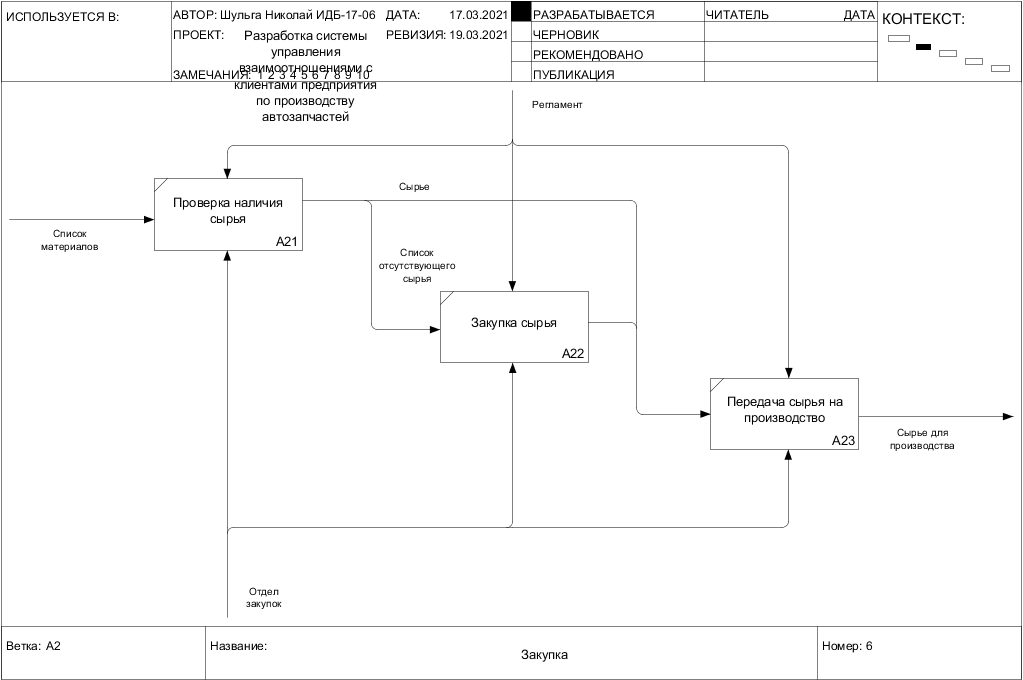 ИСПОЛЬЗУЕТСЯ В:
АВТОР: Шульга Николай ИДБ-17-06
ДАТА: 17.03.2021
РАЗРАБАТЫВАЕТСЯ
ЧИТАТЕЛЬ
ДАТА
КОНТЕКСТ:
ПРОЕКТ:
Разработка системы
управления
взаимоотношениями с
клиентами предприятия
по производству
автозапчастей
РЕВИЗИЯ: 19.03.2021
ЧЕРНОВИК
РЕКОМЕНДОВАНО
ЗАМЕЧАНИЯ: 1 2 3 4 5 6 7 8 9 10
ПУБЛИКАЦИЯ
Регламент
Проверка наличия
сырья
A21
Сырье
Список
материалов
Список
отсутствующего
сырья
Закупка сырья
A22
Передача сырья на
производство
A23
Сырье для
производства
Отдел
закупок
Ветка: A2
Название:
Закупка
Номер: 6